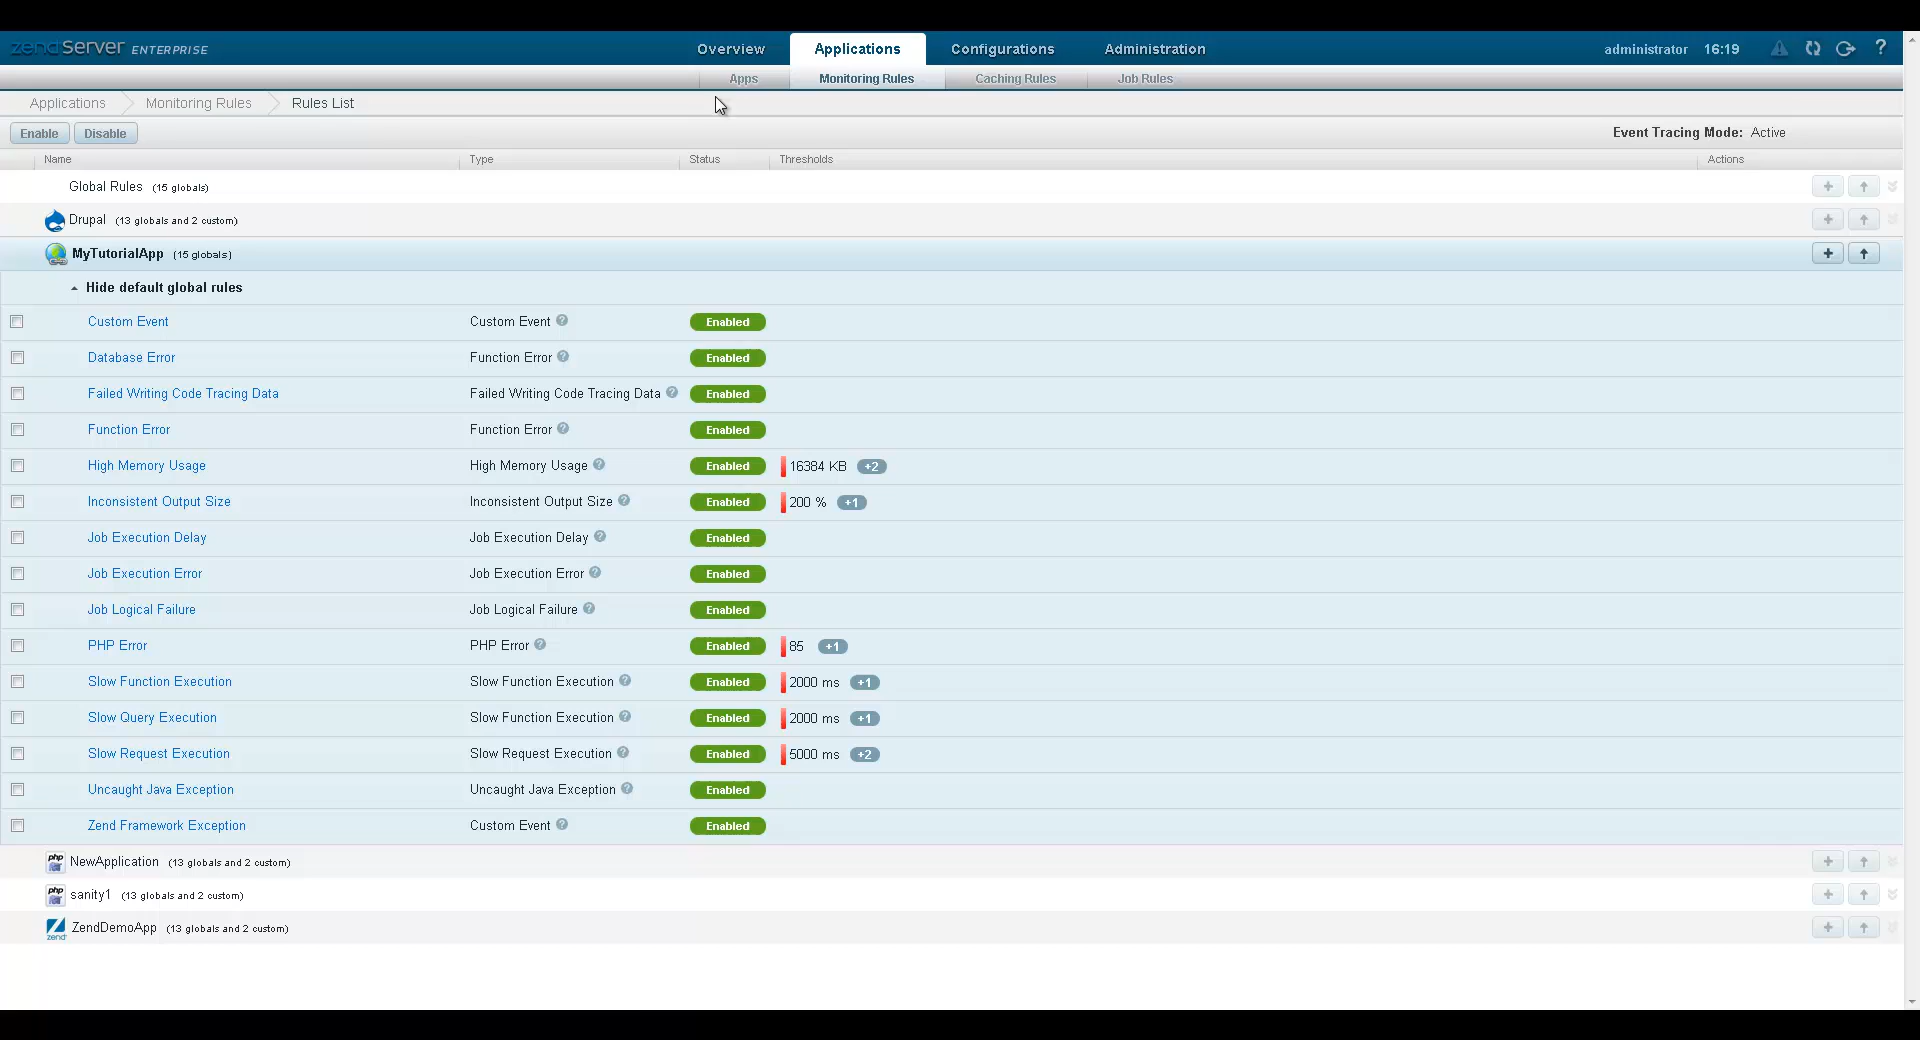 zend Server ENTERPRISE Overview Applications Configurations Administration administrator 16:19 ?
Apps Monitoring Rules Caching Rules Job Rules
Applications Monitoring Rules Rules List
Enable Disable Event Tracing Mode: Active
Name Type Status Thresholds Actions
Global Rules (15 globals)
Drupal (13 globals and 2 custom)
MyTutorialApp (15 globals)
Hide default global rules
Custom Event Custom Event ? Enabled
Database Error Function Error ? Enabled
Failed Writing Code Tracing Data Failed Writing Code Tracing Data ? Enabled
Function Error Function Error ? Enabled
High Memory Usage High Memory Usage ? Enabled 16384 KB +2
Inconsistent Output Size Inconsistent Output Size ? Enabled 200 % +1
Job Execution Delay Job Execution Delay ? Enabled
Job Execution Error Job Execution Error ? Enabled
Job Logical Failure Job Logical Failure ? Enabled
PHP Error PHP Error ? Enabled 85 +1
Slow Function Execution Slow Function Execution ? Enabled 2000 ms +1
Slow Query Execution Slow Function Execution ? Enabled 2000 ms +1
Slow Request Execution Slow Request Execution ? Enabled 5000 ms +2
Uncaught Java Exception Uncaught Java Exception ? Enabled
Zend Framework Exception Custom Event ? Enabled
php NewApplication (13 globals and 2 custom)
php sanity1 (13 globals and 2 custom)
zend ZendDemoApp (13 globals and 2 custom)